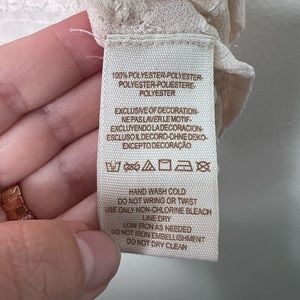 100% POLYESTER-POLYESTER-
POLYESTER-POLIESTERE-
POLYESTER
EXCLUSIVE OF DECORATION-
NE PAS LAVER LE MOTIF-
EXCLUYENDO LA DECORACION-
ESCLUSO IL DECORO-OHNE DEKO-
EXCEPTO DECORAÇÃO
HAND WASH COLD
DO NOT WRING OR TWIST
USE ONLY NON-CHLORINE BLEACH
LINE DRY
LOW IRON AS NEEDED
DO NOT IRON EMBELLISHMENT
DO NOT DRY CLEAN